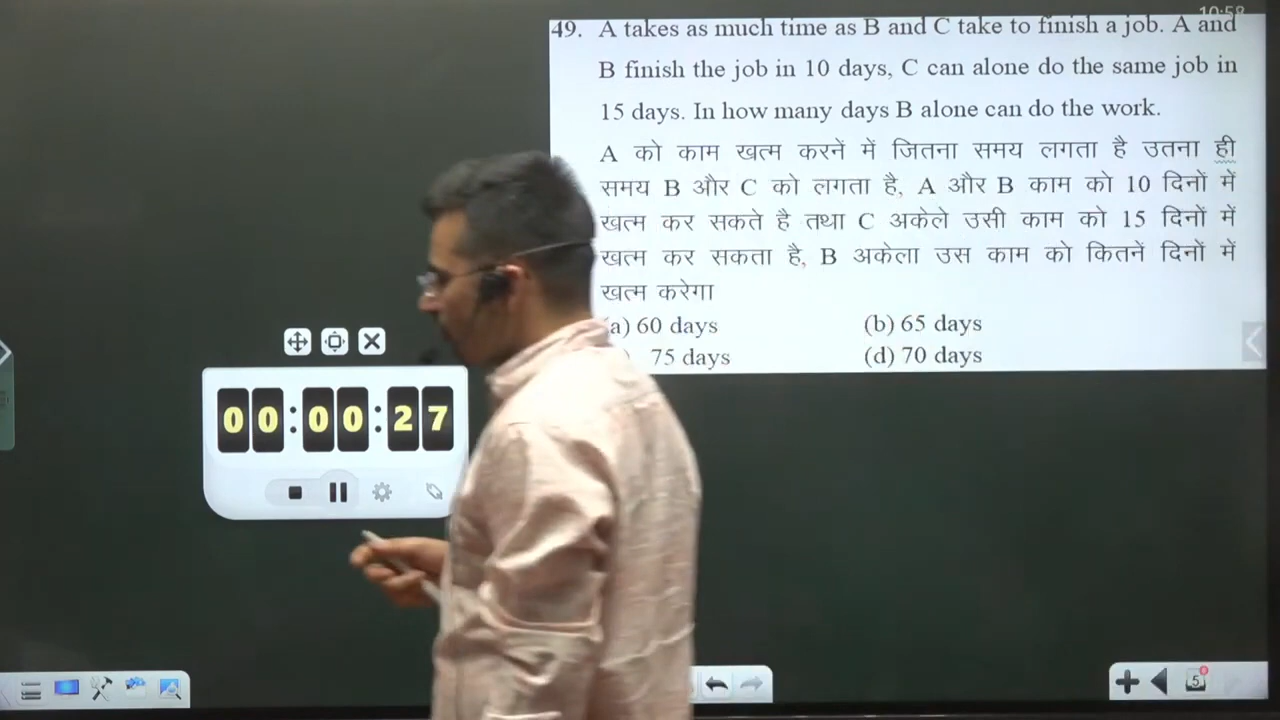 10:58
49. A takes as much time as B and C take to finish a job. A and
B finish the job in 10 days, C can alone do the same job in
15 days. In how many days B alone can do the work.
A को काम खत्म करनें में जितना समय लगता है उतना ही
समय B और C को लगता है, A और B काम को 10 दिनों में
खत्म कर सकते है तथा C अकेले उसी काम को 15 दिनों में
खत्म कर सकता है, B अकेला उस काम को कितनें दिनों में
खत्म करेगा
a) 60 days (b) 65 days
) 75 days (d) 70 days
00:00:27
5